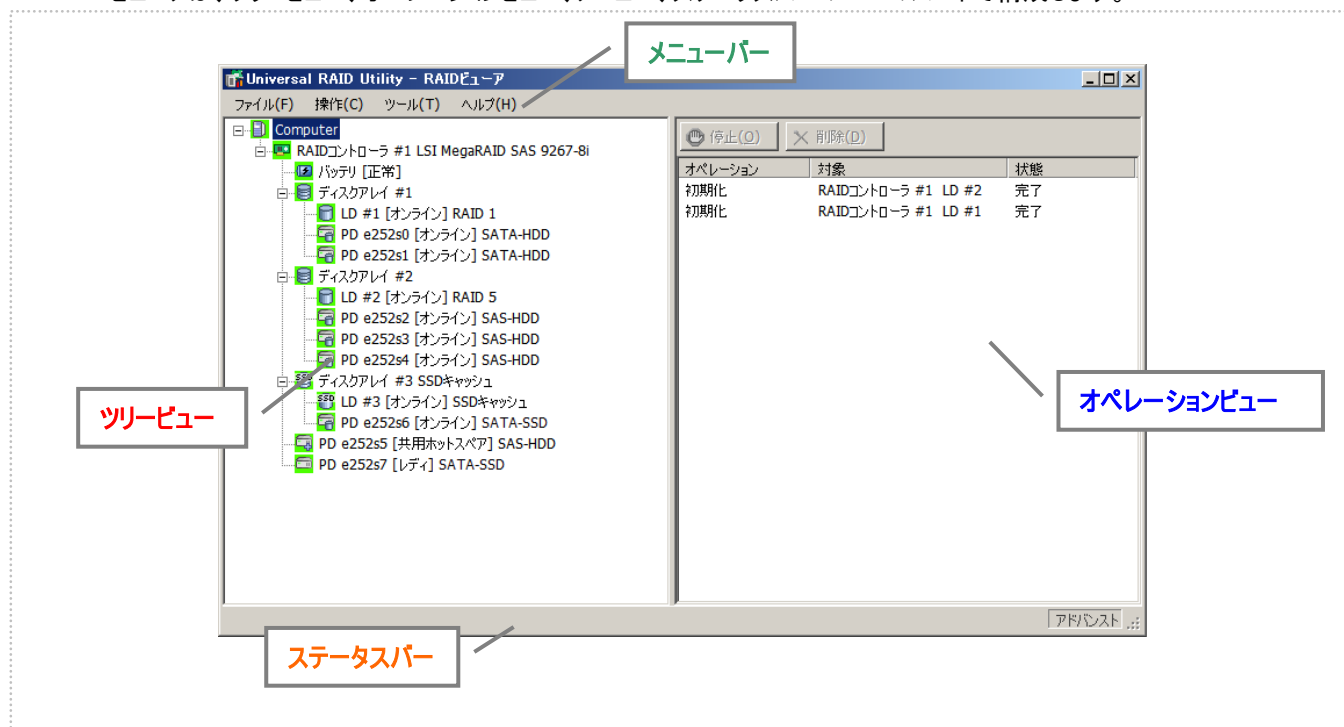 メニューバー
Universal RAID Utility - RAIDビューア
ファイル(F) 操作(C) ツール(T) ヘルプ(H)
Computer
RAIDコントローラ #1 LSI MegaRAID SAS 9267-8i
バッテリ [正常]
ディスクアレイ #1
LD #1 [オンライン] RAID 1
PD e252s0 [オンライン] SATA-HDD
PD e252s1 [オンライン] SATA-HDD
ディスクアレイ #2
LD #2 [オンライン] RAID 5
PD e252s2 [オンライン] SAS-HDD
PD e252s3 [オンライン] SAS-HDD
PD e252s4 [オンライン] SAS-HDD
ディスクアレイ #3 SSDキャッシュ
LD #3 [オンライン] SSDキャッシュ
PD e252s6 [オンライン] SATA-SSD
PD e252s5 [共用ホットスペア] SAS-HDD
PD e252s7 [レディ] SATA-SSD
停止(O) 削除(D)
オペレーション 対象 状態
初期化 RAIDコントローラ #1 LD #2 完了
初期化 RAIDコントローラ #1 LD #1 完了
ツリービュー
オペレーションビュー
アドバンスト
ステータスバー